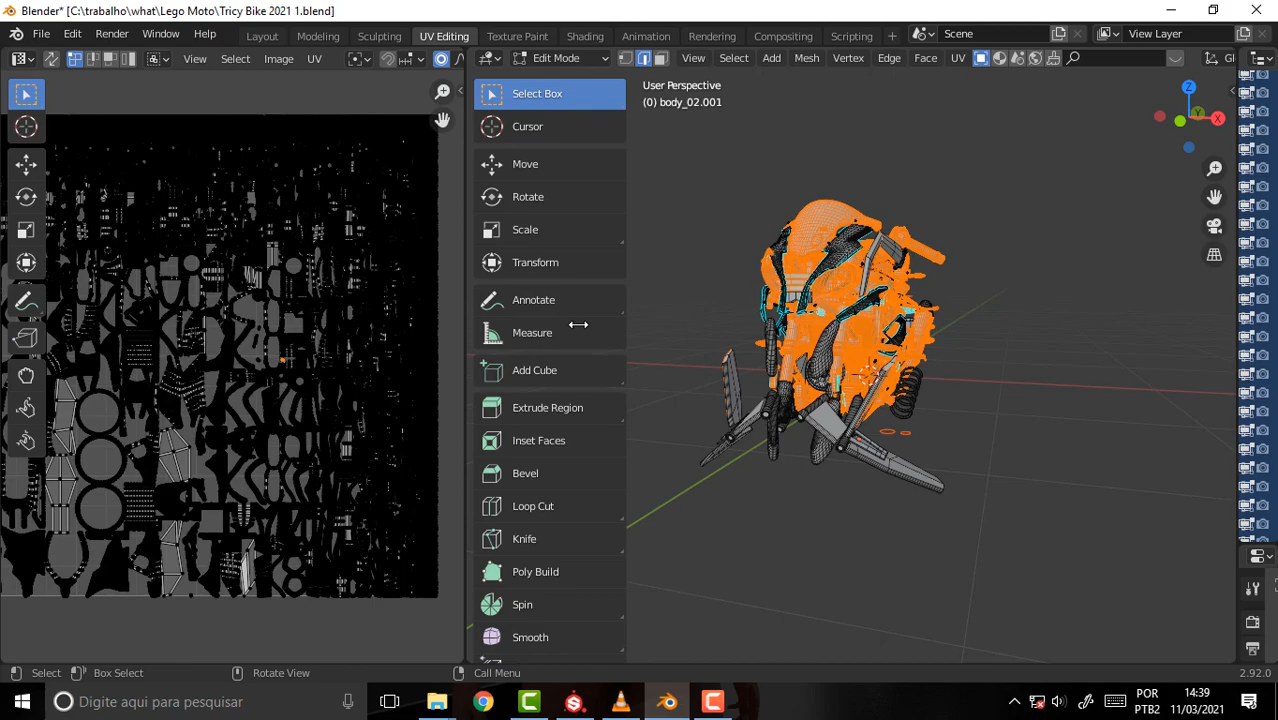 Blender* [C:\trabalho\what\Lego Moto\Tricy Bike 2021 1.blend]
File Edit Render Window Help Layout Modeling Sculpting UV Editing Texture Paint Shading Animation Rendering Compositing Scripting + Scene View Layer
View Select Image UV Edit Mode View Select Add Mesh Vertex Edge Face UV Gl
Select Box
User Perspective
(0) body_02.001
Z
Y
X
Cursor
Move
Rotate
Scale
Transform
Annotate
Measure
Add Cube
Extrude Region
Inset Faces
Bevel
Loop Cut
Knife
Poly Build
Spin
Smooth
Select Box Select Rotate View Call Menu 2.92.0
Digite aqui para pesquisar
POR
PTB2
14:39
11/03/2021